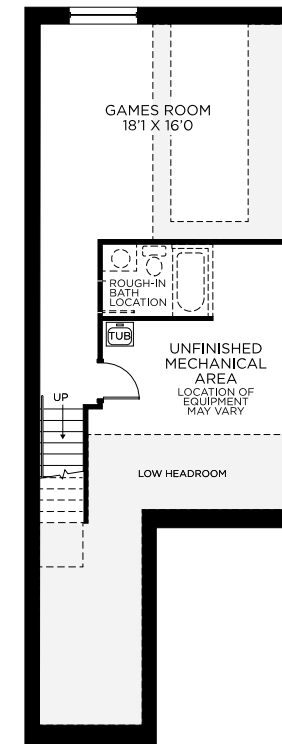 GAMES ROOM
18'1 X 16'0
ROUGH-IN
BATH
LOCATION
TUB
UNFINISHED
MECHANICAL
AREA
LOCATION OF
EQUIPMENT
MAY VARY
UP
LOW HEADROOM